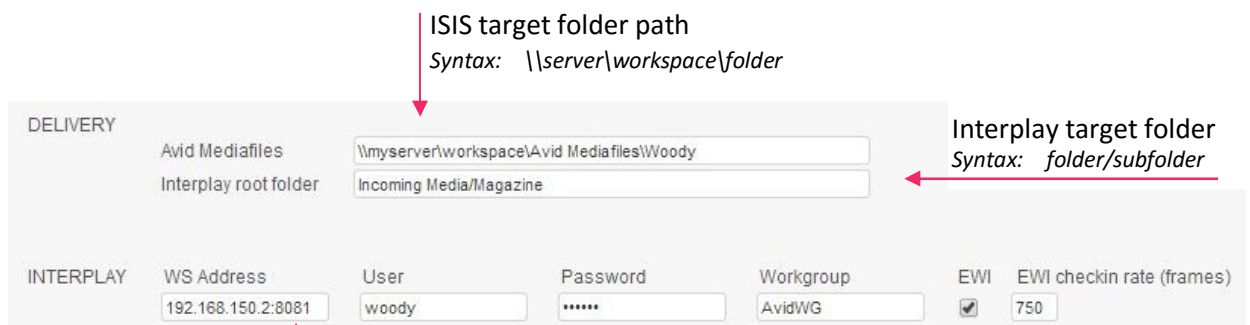 ISIS target folder path
Syntax: \\server\workspace\folder
DELIVERY
Avid Mediafiles \\myserver\workspace\Avid Mediafiles\Woody
Interplay root folder Incoming Media/Magazine
Interplay target folder
Syntax: folder/subfolder
INTERPLAY WS Address User Password Workgroup EWI EWI checkin rate (frames)
192.168.150.2:8081 woody •••••• AvidWG 750